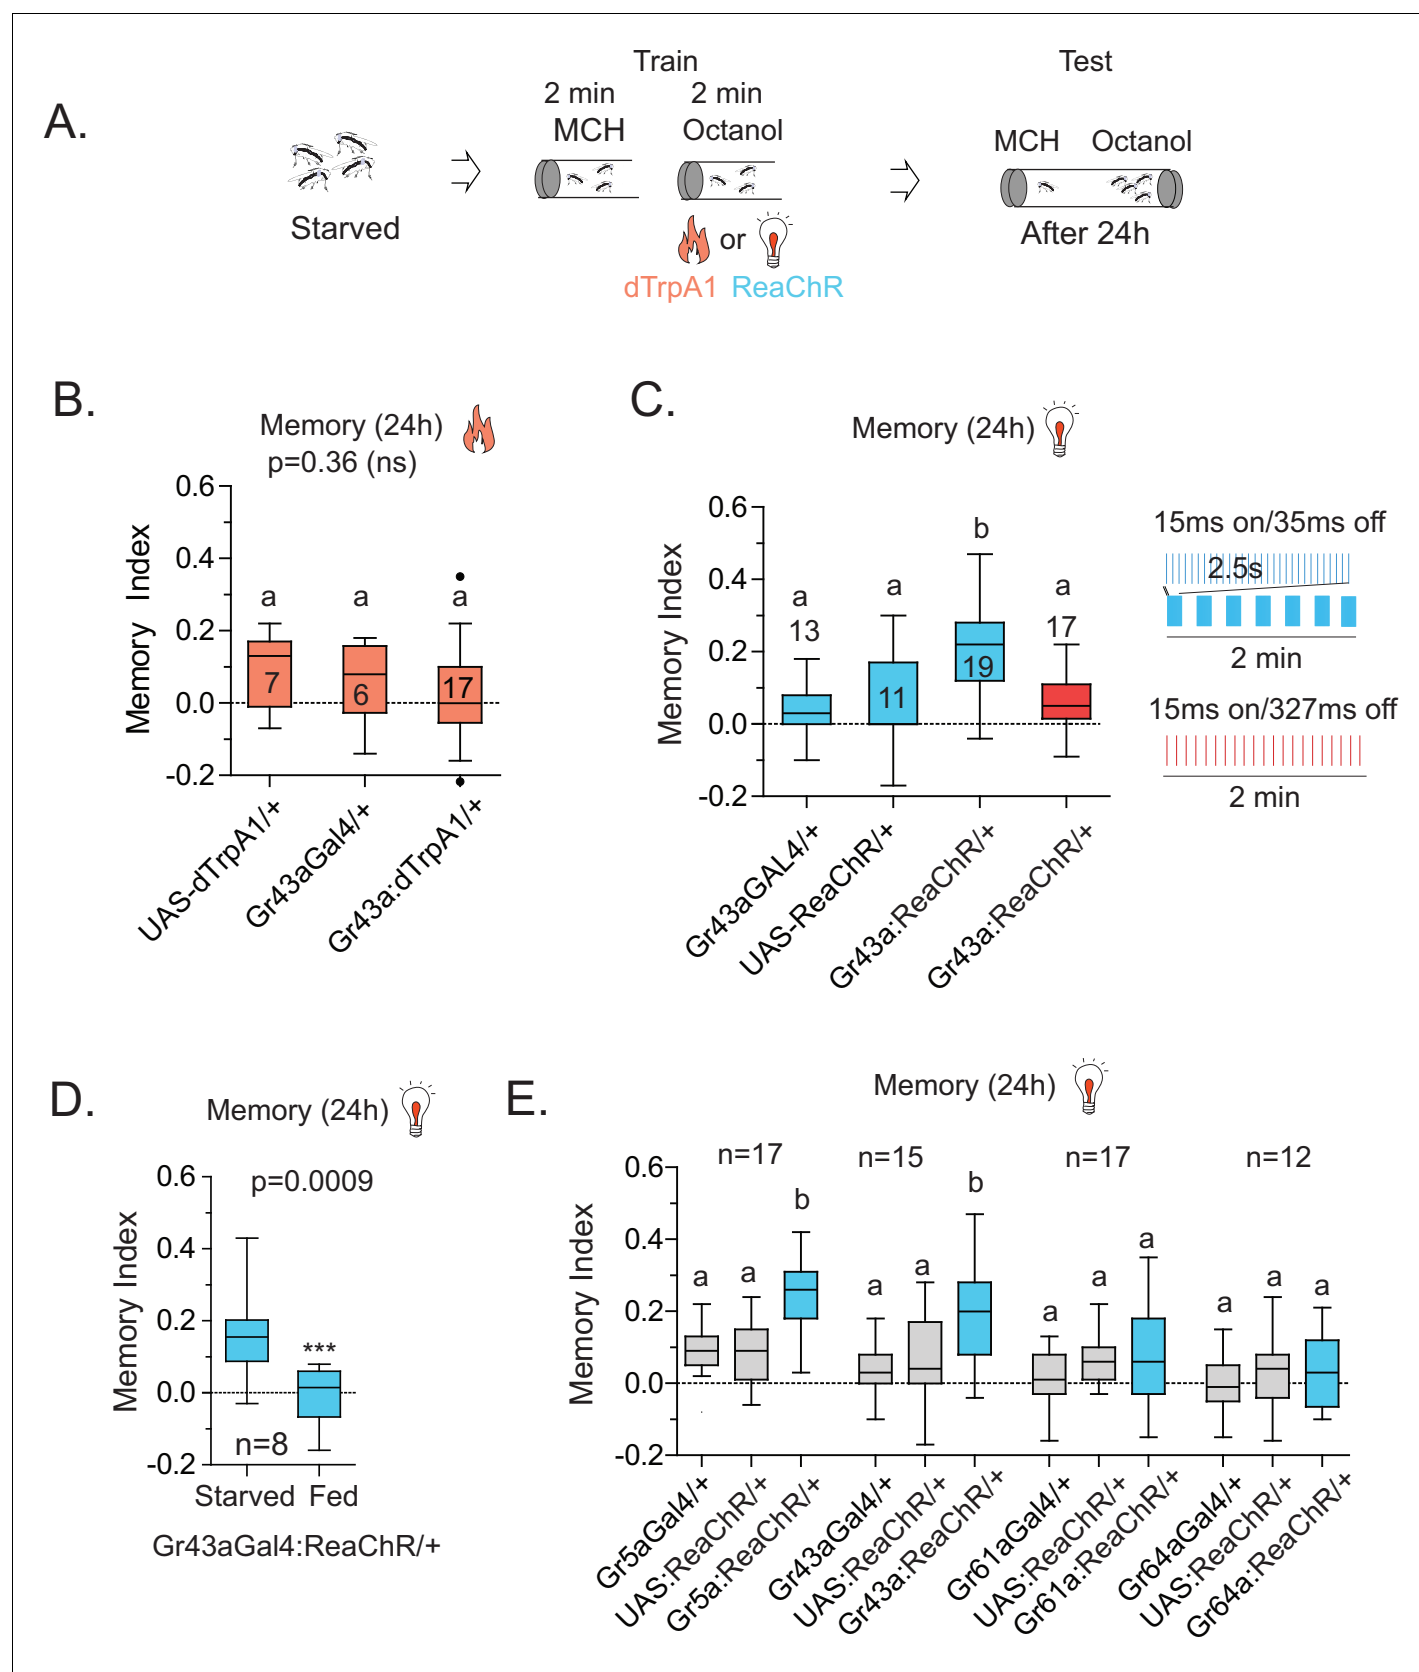 A.
Train
Test
2 min
2 min
MCH
Octanol
MCH Octanol
Starved
or
After 24h
dTrpA1 ReaChR
B.
Memory (24h)
p=0.36 (ns)
Memory Index
0.6
0.4
0.2
0.0
-0.2
a
a
a
7
6
17
UAS-dTrpA1/+
Gr43aGal4/+
Gr43a:dTrpA1/+
C.
Memory (24h)
Memory Index
0.6
0.4
0.2
0.0
-0.2
a
a
b
a
13
11
19
17
Gr43aGAL4/+
UAS-ReaChR/+
Gr43a:ReaChR/+
Gr43a:ReaChR/+
15ms on/35ms off
2.5s
2 min
15ms on/327ms off
2 min
D.
Memory (24h)
p=0.0009
Memory Index
0.6
0.4
0.2
0.0
-0.2
***
n=8
Starved Fed
Gr43aGal4:ReaChR/+
E.
Memory (24h)
n=17
n=15
n=17
n=12
Memory Index
0.6
0.4
0.2
0.0
-0.2
a
a
b
a
a
b
a
a
a
a
a
a
Gr5aGal4/+
UAS:ReaChR/+
Gr5a:ReaChR/+
Gr43aGal4/+
UAS:ReaChR/+
Gr43a:ReaChR/+
Gr61aGal4/+
UAS:ReaChR/+
Gr61a:ReaChR/+
Gr64aGal4/+
UAS:ReaChR/+
Gr64a:ReaChR/+